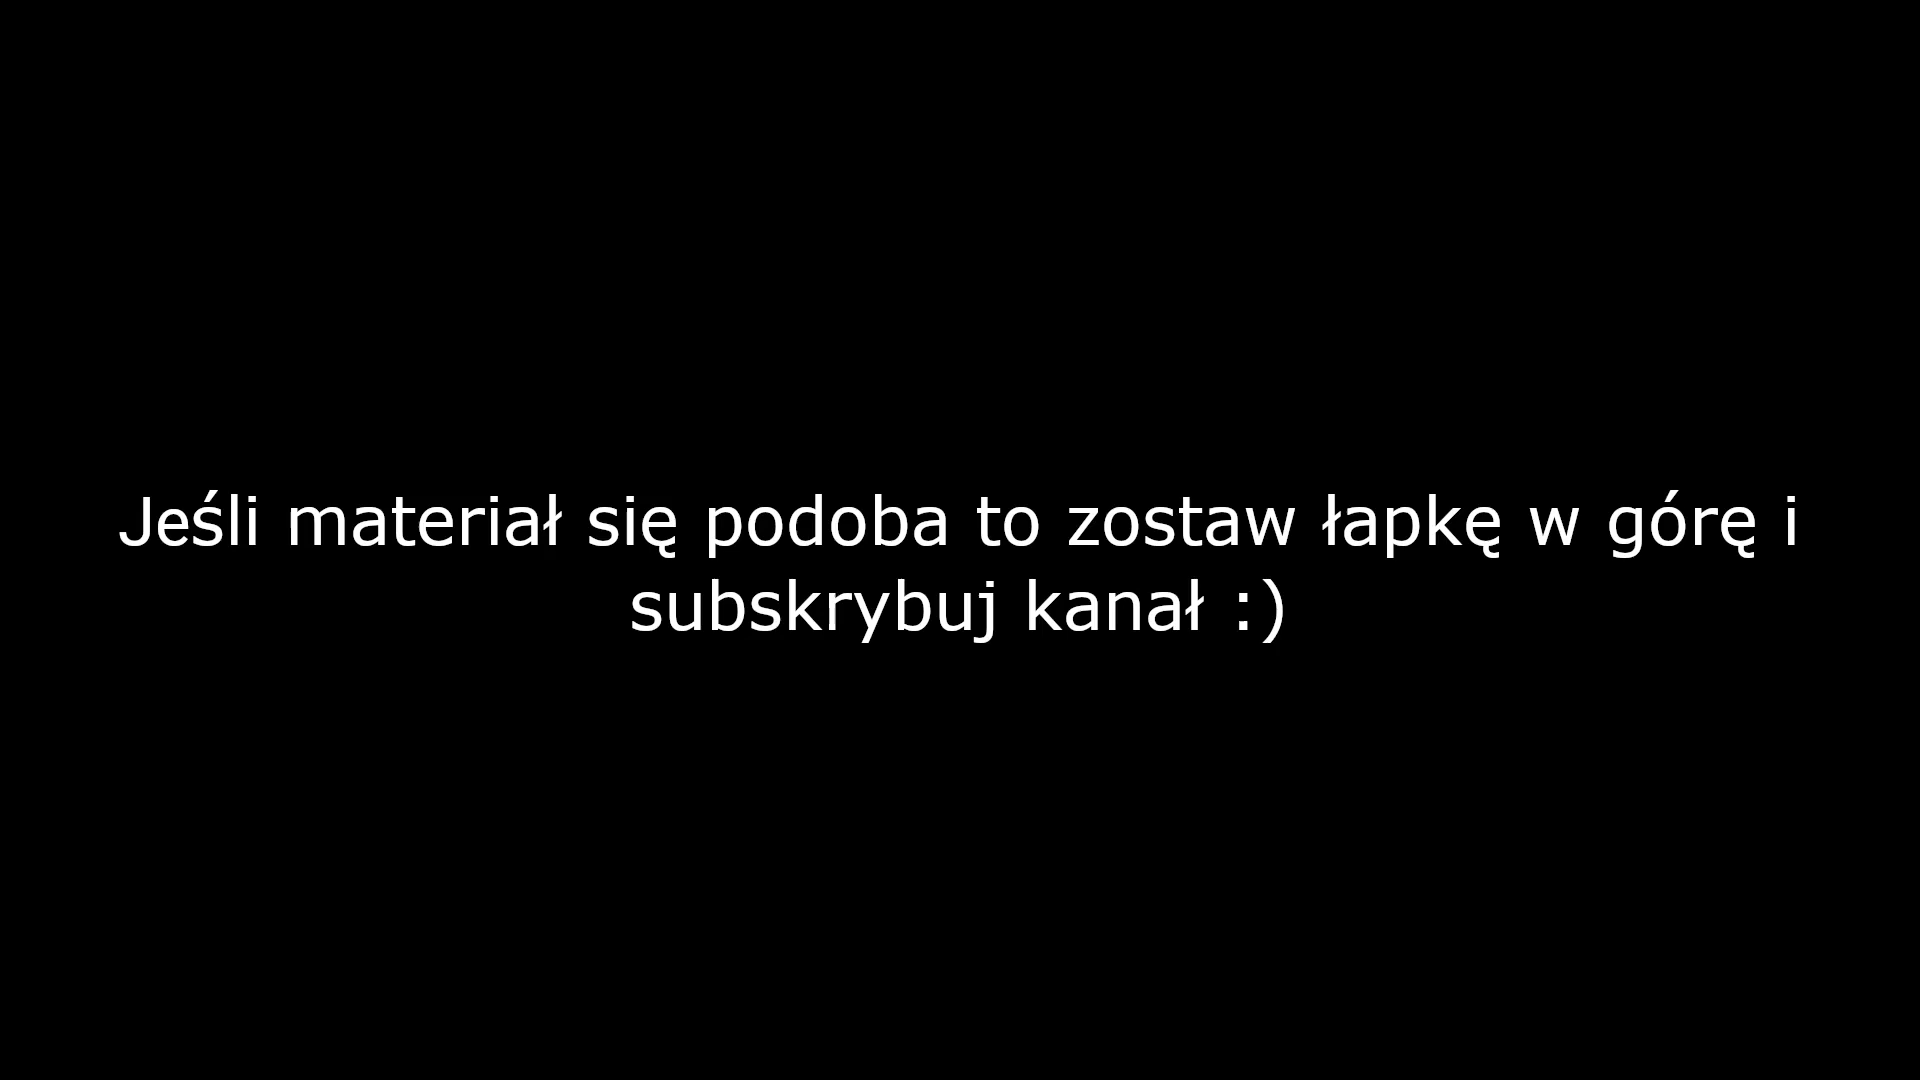 Jeśli materiał się podoba to zostaw łapkę w górę i
subskrybuj kanał :)